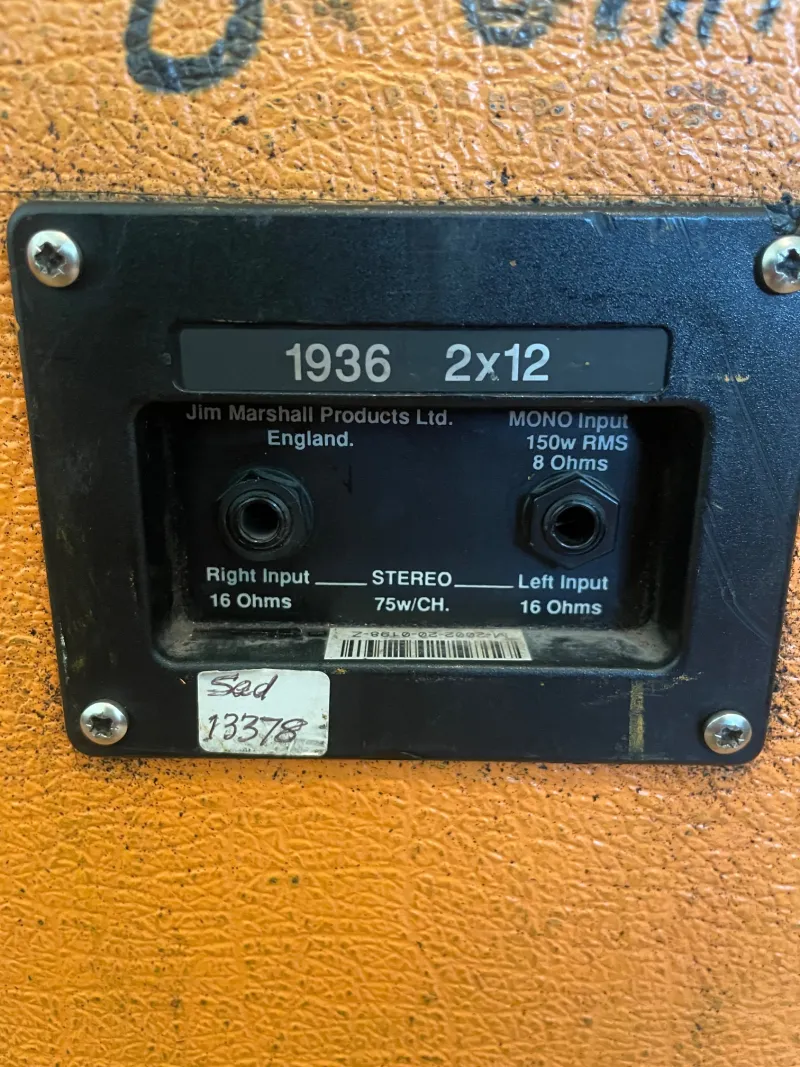 1936 2x12
Jim Marshall Products Ltd.
England.
MONO Input
150w RMS
8 Ohms
Right Input STEREO Left Input
16 Ohms 75w/CH. 16 Ohms
Sed
13378